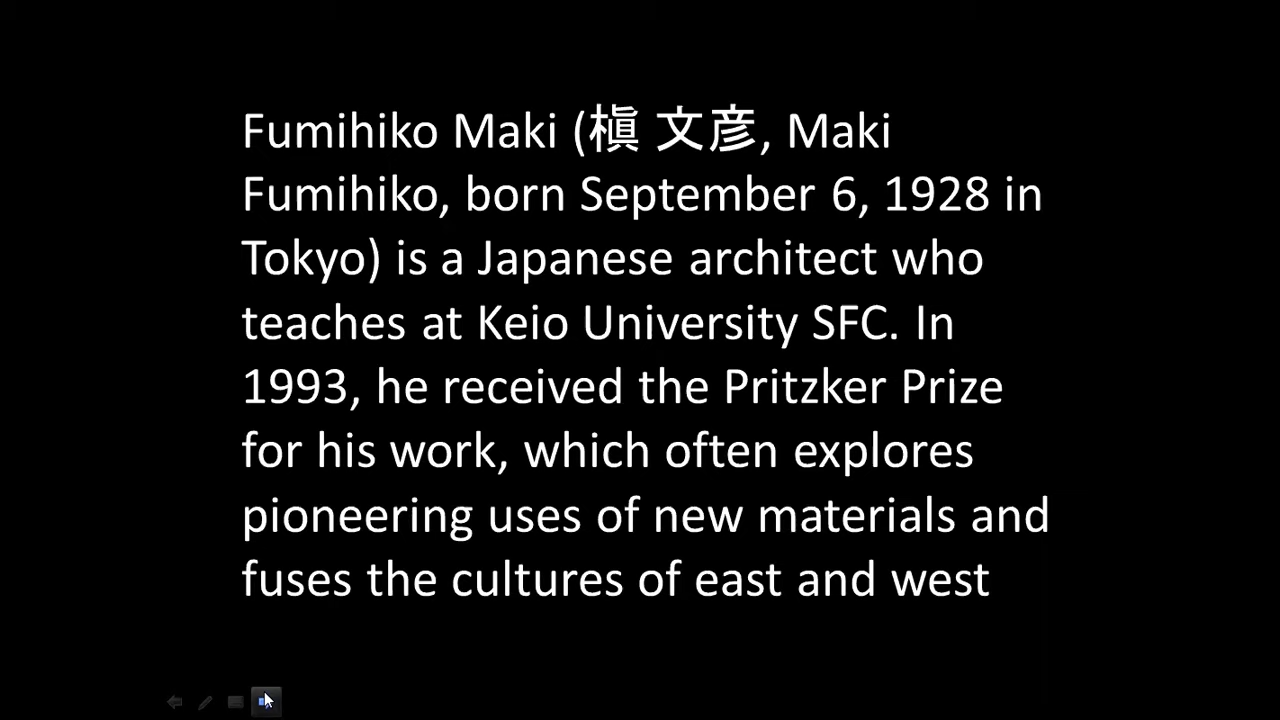 Fumihiko Maki (槇 文彦, Maki
Fumihiko, born September 6, 1928 in
Tokyo) is a Japanese architect who
teaches at Keio University SFC. In
1993, he received the Pritzker Prize
for his work, which often explores
pioneering uses of new materials and
fuses the cultures of east and west